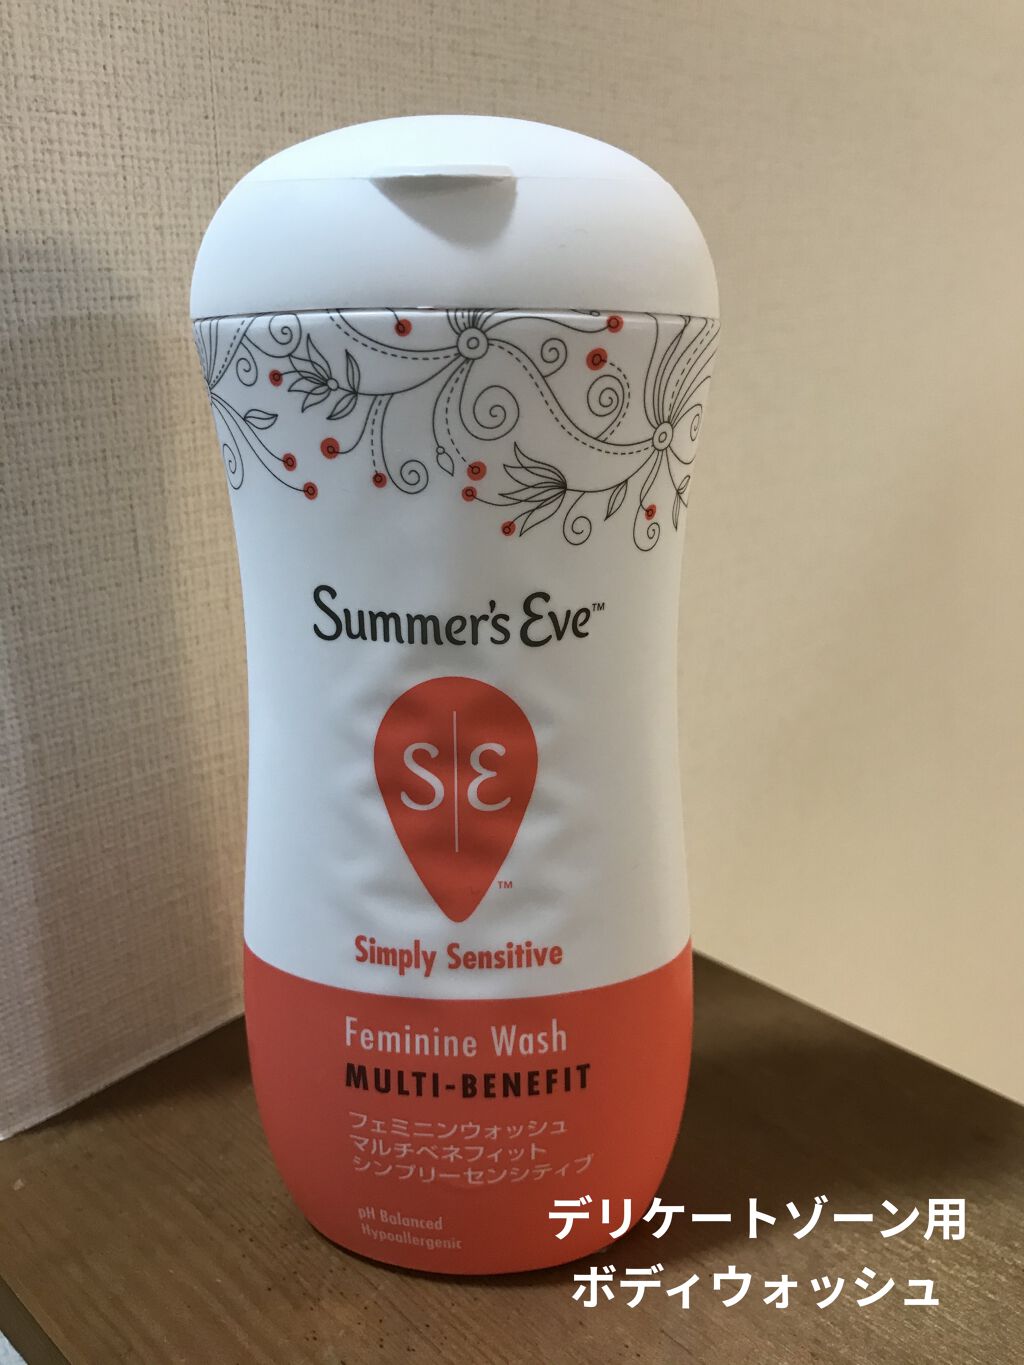 Summer's Eve™
S|E
™
Simply Sensitive
Feminine Wash
MULTI-BENEFIT
フェミニンウォッシュ
マルチベネフィット
シンプリーセンシティブ
pH Balanced
Hypoallergenic
デリケートゾーン用
ボディウォッシュ